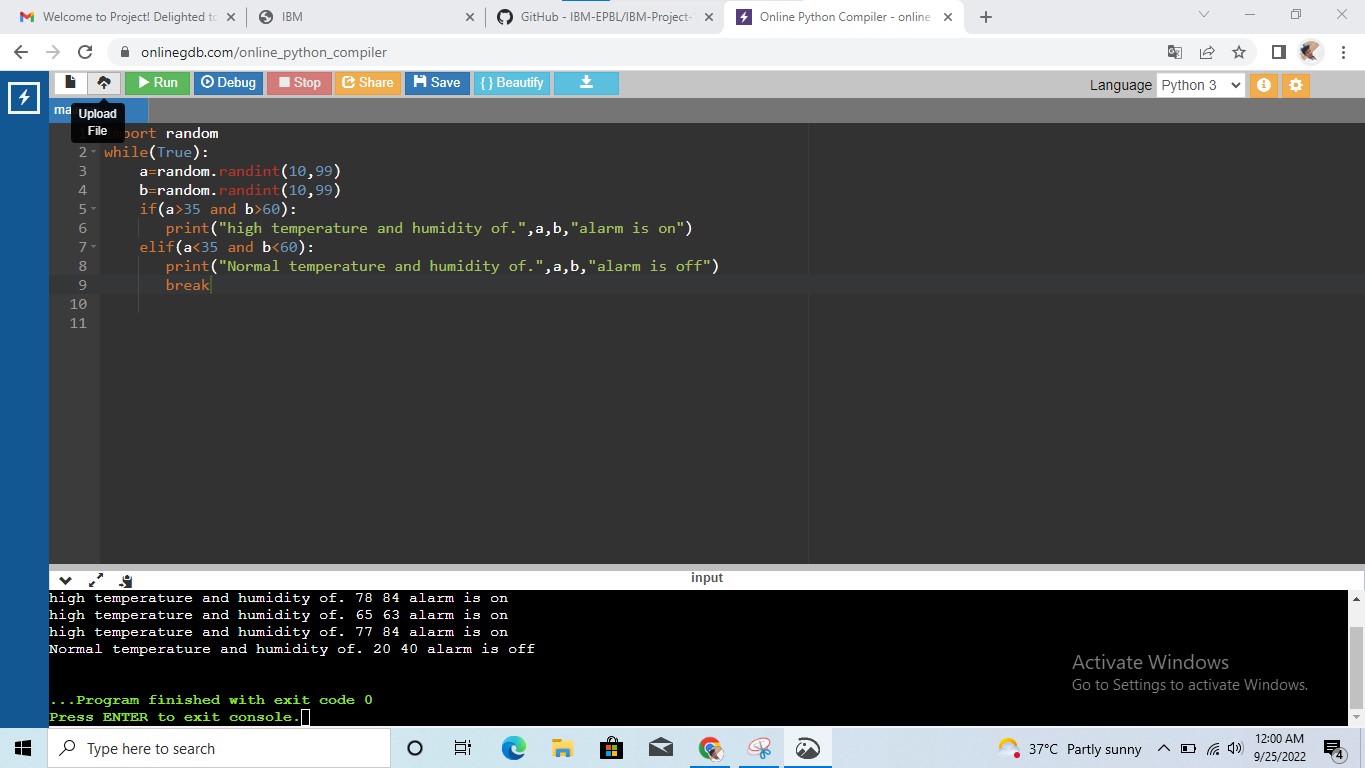 Welcome to Project! Delighted to
IBM
GitHub - IBM-EPBL/IBM-Project-
Online Python Compiler - online
onlinegdb.com/online_python_compiler
Run
Debug
Stop
Share
Save
{ } Beautify
Language Python 3
ma
Upload
File
port random
2 while(True):
3 a=random.randint(10,99)
4 b=random.randint(10,99)
5 if(a>35 and b>60):
6 print("high temperature and humidity of.",a,b,"alarm is on")
7 elif(a<35 and b<60):
8 print("Normal temperature and humidity of.",a,b,"alarm is off")
9 break
10
11
input
high temperature and humidity of. 78 84 alarm is on
high temperature and humidity of. 65 63 alarm is on
high temperature and humidity of. 77 84 alarm is on
Normal temperature and humidity of. 20 40 alarm is off
...Program finished with exit code 0
Press ENTER to exit console.
Activate Windows
Go to Settings to activate Windows.
Type here to search
37°C Partly sunny
12:00 AM
9/25/2022
4